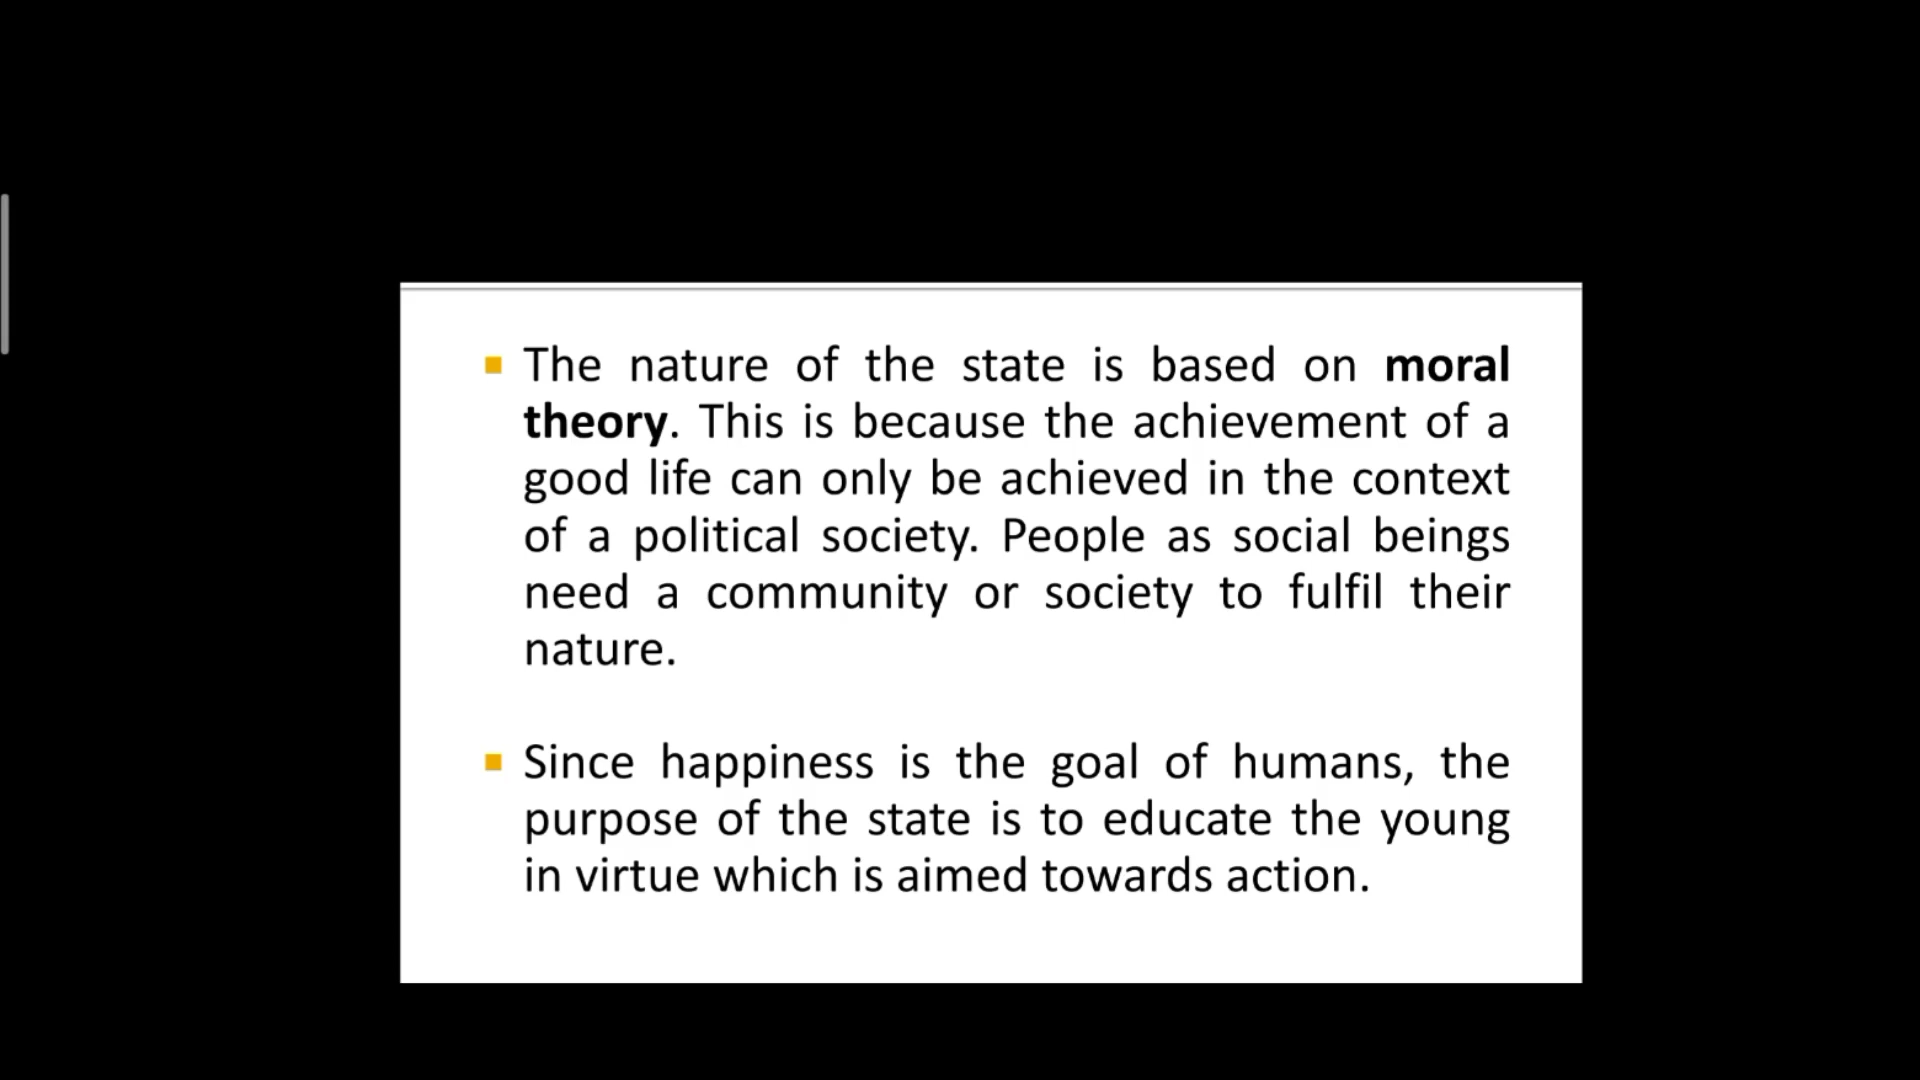 The nature of the state is based on moral
theory. This is because the achievement of a
good life can only be achieved in the context
of a political society. People as social beings
need a community or society to fulfil their
nature.
Since happiness is the goal of humans, the
purpose of the state is to educate the young
in virtue which is aimed towards action.